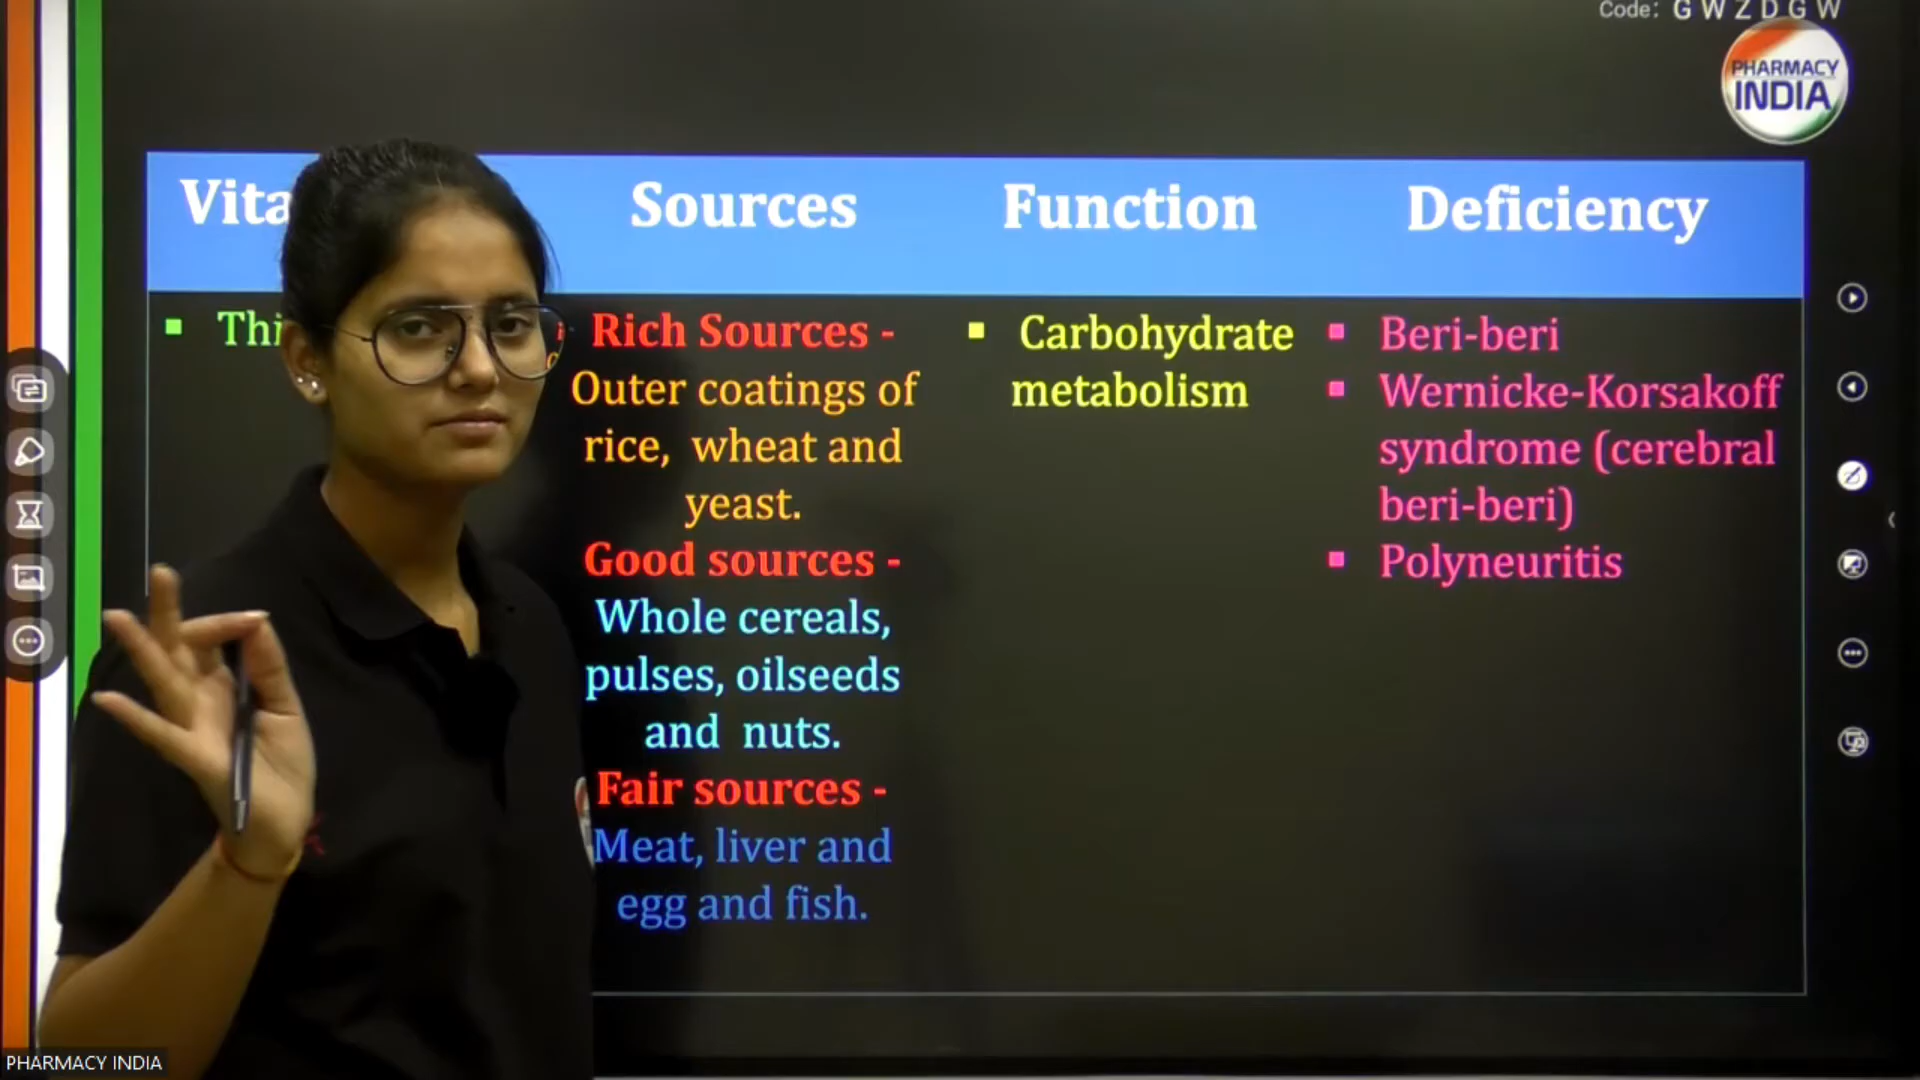 Code: G W Z D G W
PHARMACY
INDIA
Sources
Function
Deficiency
Rich Sources -
Outer coatings of
rice, wheat and
yeast.
Good sources -
Whole cereals,
pulses, oilseeds
and nuts.
Fair sources -
Meat, liver and
egg and fish.
Carbohydrate
metabolism
Beri-beri
Wernicke-Korsakoff
syndrome (cerebral
beri-beri)
Polyneuritis
PHARMACY INDIA